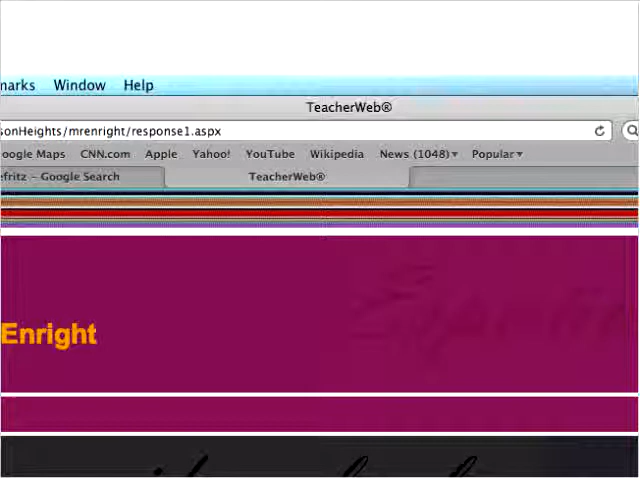 marks Window Help
TeacherWeb®
sonHeights/mrenright/response1.aspx
oogle Maps CNN.com Apple Yahoo! YouTube Wikipedia News (1048)▾ Popular▾
efritz – Google Search TeacherWeb®
Enright